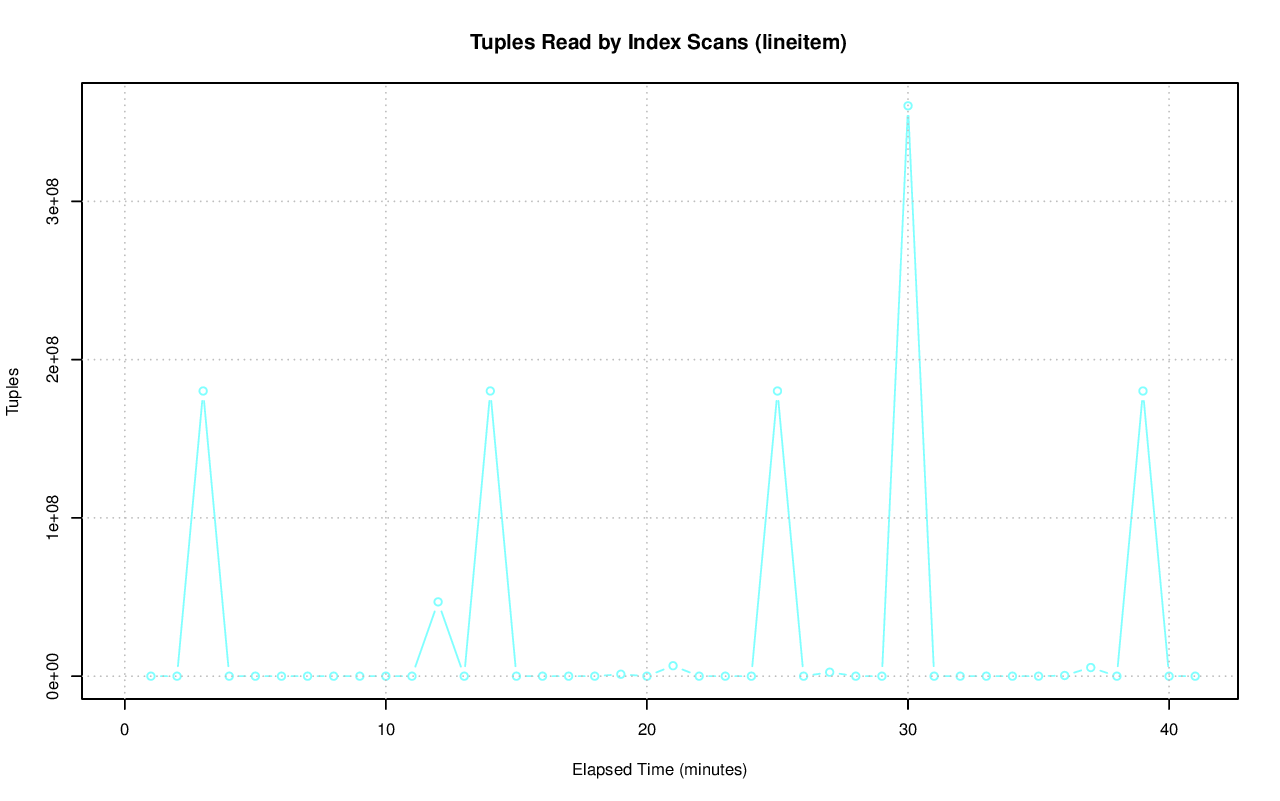 Tuples Read by Index Scans (lineitem)
3e+08
2e+08
1e+08
0e+00
Tuples
0 10 20 30 40
Elapsed Time (minutes)